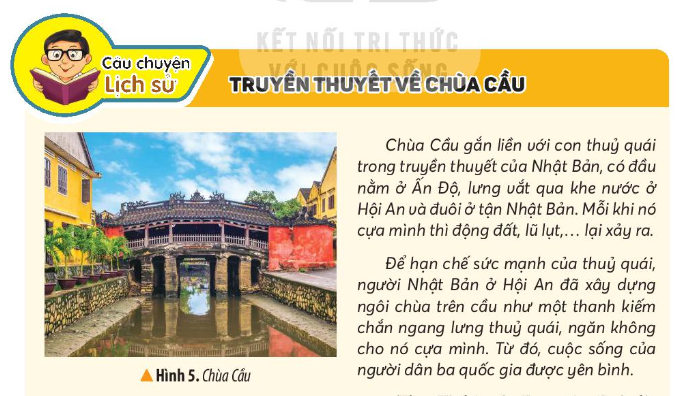 KẾT NỐI TRI THỨC
VỚI CUỘC SỐNG
Câu chuyện
Lịch sử
TRUYỀN THUYẾT VỀ CHÙA CẦU
Chùa Cầu gắn liền với con thuỷ quái
trong truyền thuyết của Nhật Bản, có đầu
nằm ở Ấn Độ, lưng vắt qua khe nước ở
Hội An và đuôi ở tận Nhật Bản. Mỗi khi nó
cựa mình thì động đất, lũ lụt,... lại xảy ra.
Để hạn chế sức mạnh của thuỷ quái,
người Nhật Bản ở Hội An đã xây dựng
ngôi chùa trên cầu như một thanh kiếm
chắn ngang lưng thuỷ quái, ngăn không
cho nó cựa mình. Từ đó, cuộc sống của
người dân ba quốc gia được yên bình.
Hình 5. Chùa Cầu